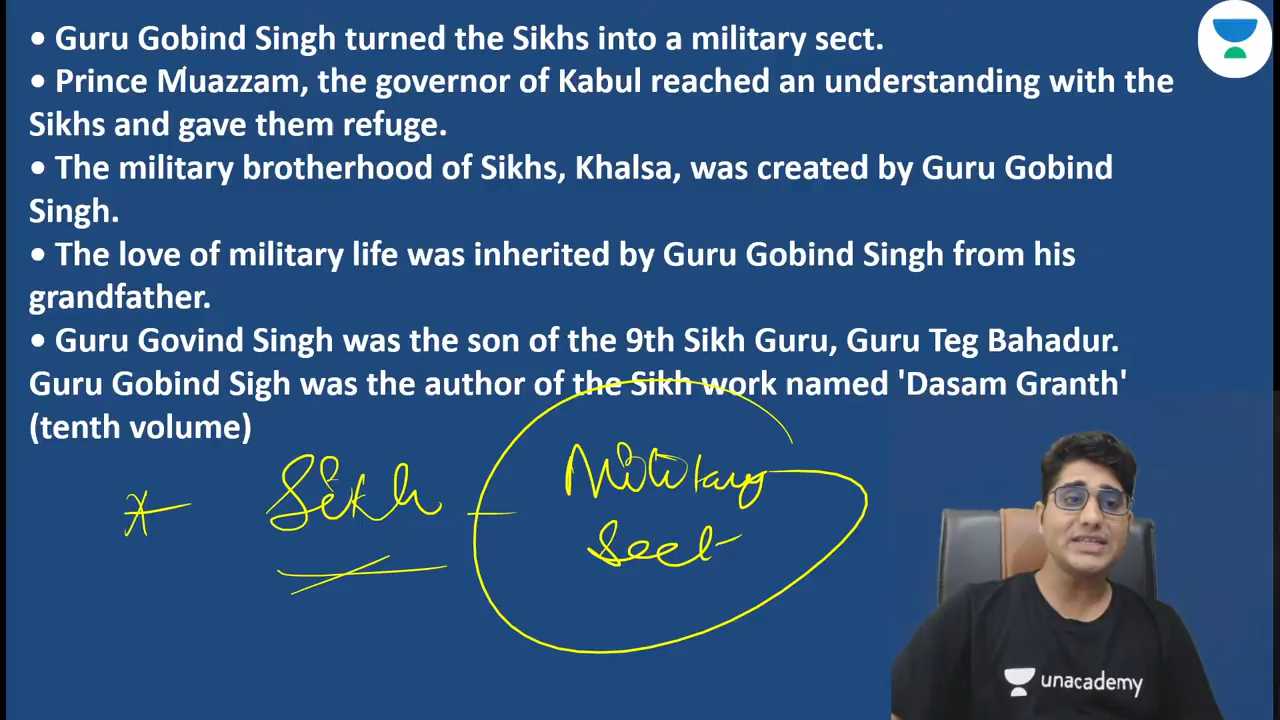 • Guru Gobind Singh turned the Sikhs into a military sect.
• Prince Muazzam, the governor of Kabul reached an understanding with the
Sikhs and gave them refuge.
• The military brotherhood of Sikhs, Khalsa, was created by Guru Gobind
Singh.
• The love of military life was inherited by Guru Gobind Singh from his
grandfather.
• Guru Govind Singh was the son of the 9th Sikh Guru, Guru Teg Bahadur.
Guru Gobind Sigh was the author of the Sikh work named 'Dasam Granth'
(tenth volume)
Sikh
Military
Sect
unacademy